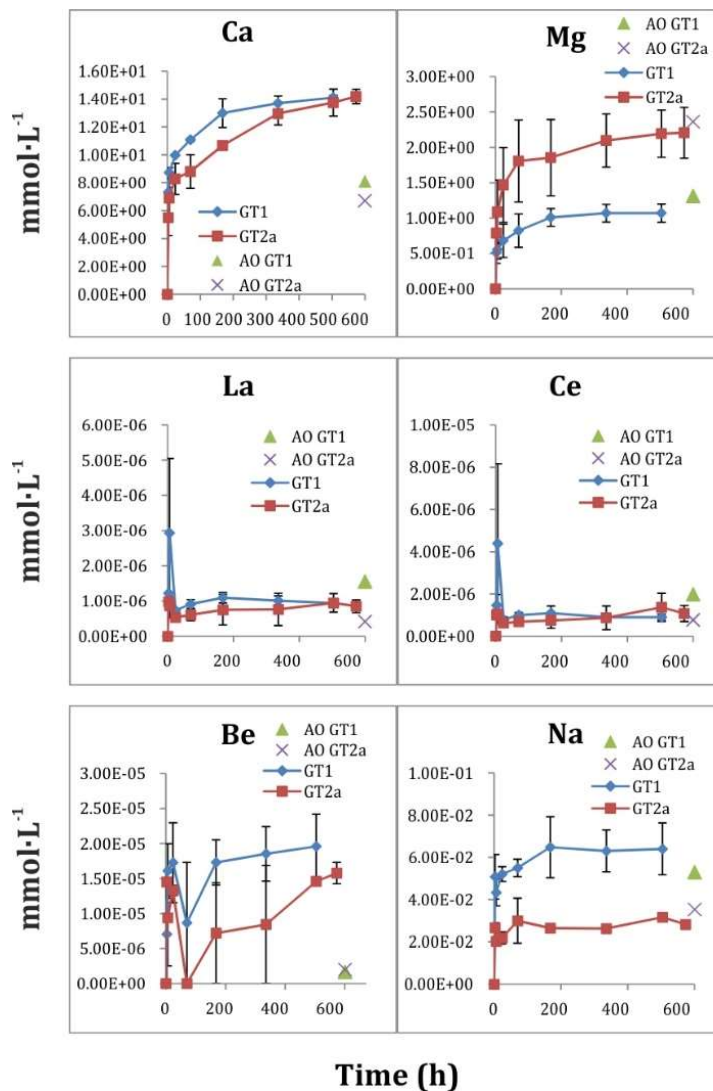 Ca
1.60E+01
1.40E+01
1.20E+01
1.00E+01
8.00E+00
6.00E+00
4.00E+00
2.00E+00
0.00E+00
0 100 200 300 400 500 600
GT1
GT2a
AO GT1
AO GT2a
mmol·L⁻¹
Mg
AO GT1
AO GT2a
GT1
GT2a
3.00E+00
2.50E+00
2.00E+00
1.50E+00
1.00E+00
5.00E-01
0.00E+00
0 200 400 600
La
6.00E-06
5.00E-06
4.00E-06
3.00E-06
2.00E-06
1.00E-06
0.00E+00
0 200 400 600
AO GT1
AO GT2a
GT1
GT2a
mmol·L⁻¹
Ce
1.00E-05
8.00E-06
6.00E-06
4.00E-06
2.00E-06
0.00E+00
0 200 400 600
AO GT1
AO GT2a
GT1
GT2a
Be
AO GT1
AO GT2a
GT1
GT2a
3.00E-05
2.50E-05
2.00E-05
1.50E-05
1.00E-05
5.00E-06
0.00E+00
0 200 400 600
mmol·L⁻¹
Na
AO GT1
AO GT2a
GT1
GT2a
1.00E-01
8.00E-02
6.00E-02
4.00E-02
2.00E-02
0.00E+00
0 200 400 600
Time (h)